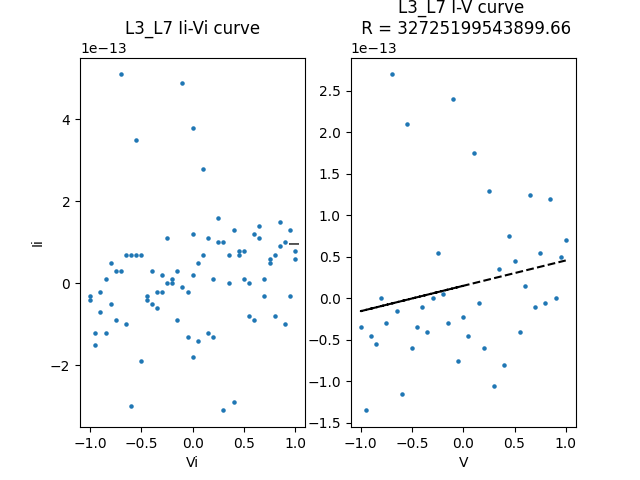 L3_L7 Ii-Vi curve
1e−13
Ii
4
2
0
−2
−1.0 −0.5 0.0 0.5 1.0
Vi
L3_L7 I-V curve
R = 32725199543899.66
1e−13
2.5
2.0
1.5
1.0
0.5
0.0
−0.5
−1.0
−1.5
−1.0 −0.5 0.0 0.5 1.0
V